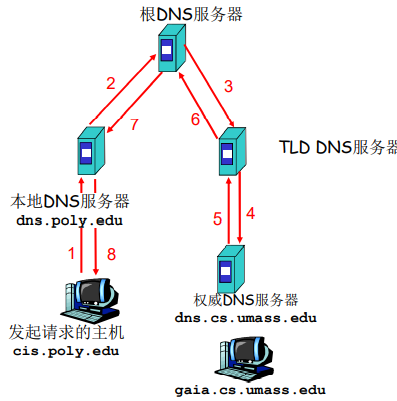 根DNS服务器
2
3
7
6
TLD DNS服务器
本地DNS服务器
dns.poly.edu
5
4
1
8
权威DNS服务器
dns.cs.umass.edu
发起请求的主机
cis.poly.edu
gaia.cs.umass.edu